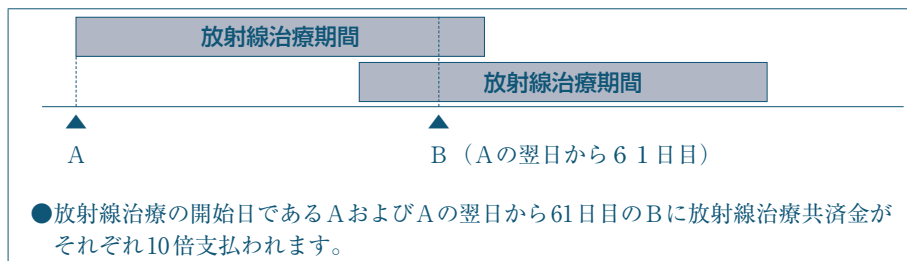 放射線治療期間
放射線治療期間
▲ ▲
A B（Aの翌日から６１日目）
●放射線治療の開始日であるＡおよびＡの翌日から61日目のＢに放射線治療共済金が
それぞれ10倍支払われます。